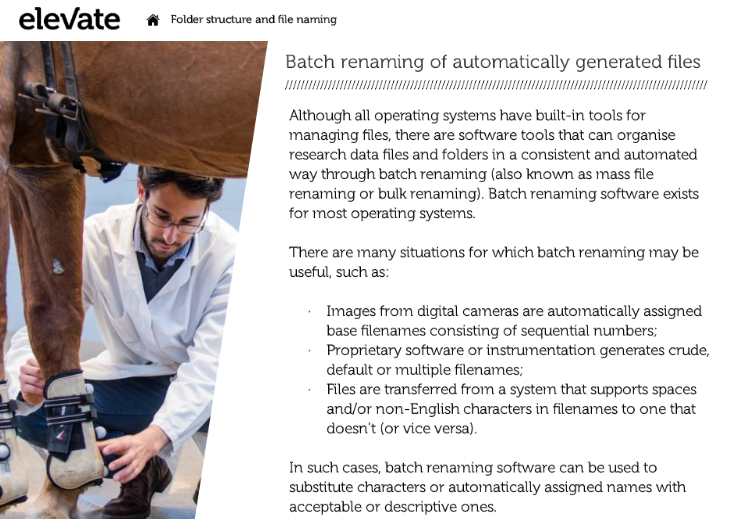 elevate
Folder structure and file naming
Batch renaming of automatically generated files
Although all operating systems have built-in tools for
managing files, there are software tools that can organise
research data files and folders in a consistent and automated
way through batch renaming (also known as mass file
renaming or bulk renaming). Batch renaming software exists
for most operating systems.
There are many situations for which batch renaming may be
useful, such as:
· Images from digital cameras are automatically assigned
base filenames consisting of sequential numbers;
· Proprietary software or instrumentation generates crude,
default or multiple filenames;
· Files are transferred from a system that supports spaces
and/or non-English characters in filenames to one that
doesn't (or vice versa).
In such cases, batch renaming software can be used to
substitute characters or automatically assigned names with
acceptable or descriptive ones.